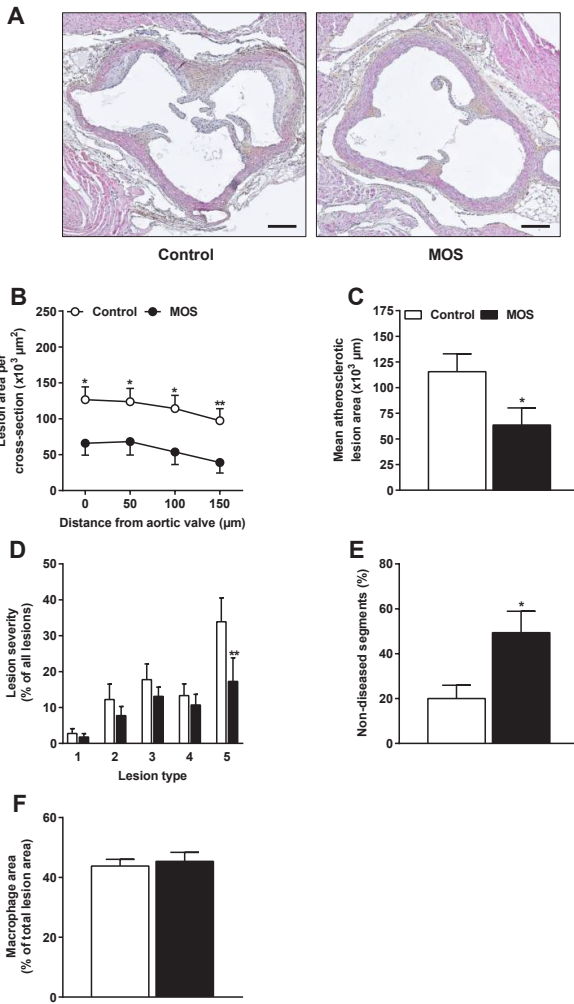 A
Control
MOS
B
Control
MOS
250
200
150
100
50
0
Lesion area per
cross-section (x10³ µm²)
*
*
*
**
0 50 100 150
Distance from aortic valve (µm)
C
Control
MOS
175
150
125
100
75
50
25
0
Mean atherosclerotic
lesion area (x10³ µm)
*
D
50
40
30
20
10
0
Lesion severity
(% of all lesions)
**
1 2 3 4 5
Lesion type
E
80
60
40
20
0
Non-diseased segments (%)
*
F
60
40
20
0
Macrophage area
(% of total lesion area)